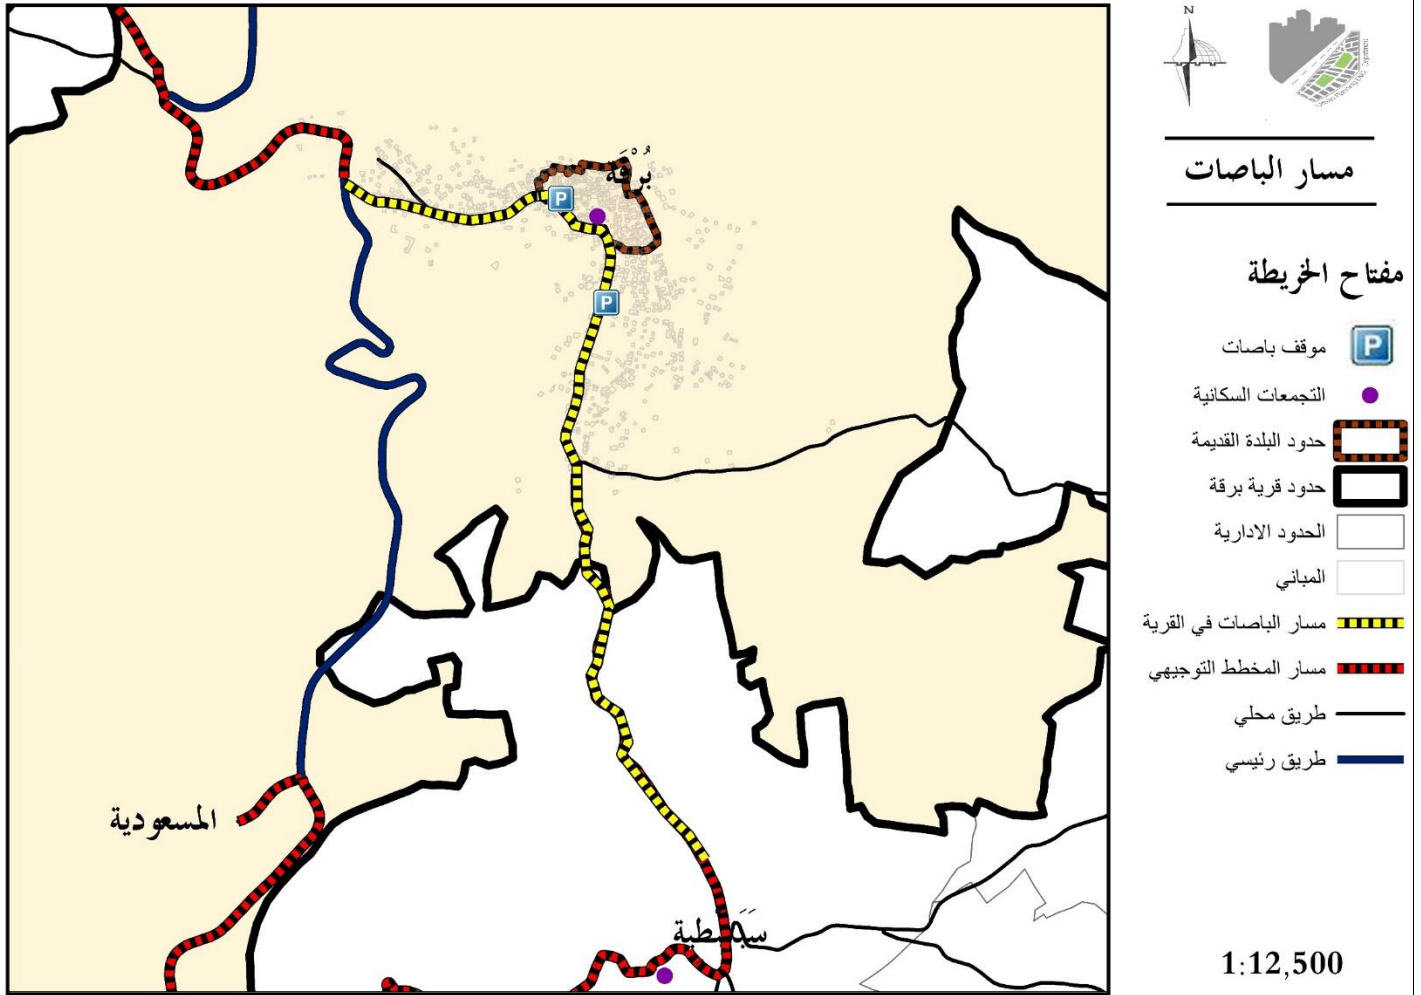 N
مسار الباصات
مفتاح الخريطة
P موقف باصات
التجمعات السكانية
حدود البلدة القديمة
حدود قرية برقة
الحدود الادارية
المباني
مسار الباصات في القرية
مسار المخطط التوجيهي
طريق محلي
طريق رئيسي
1:12,500
بُرْقَة
P
P
المسعودية
سَبَسطية